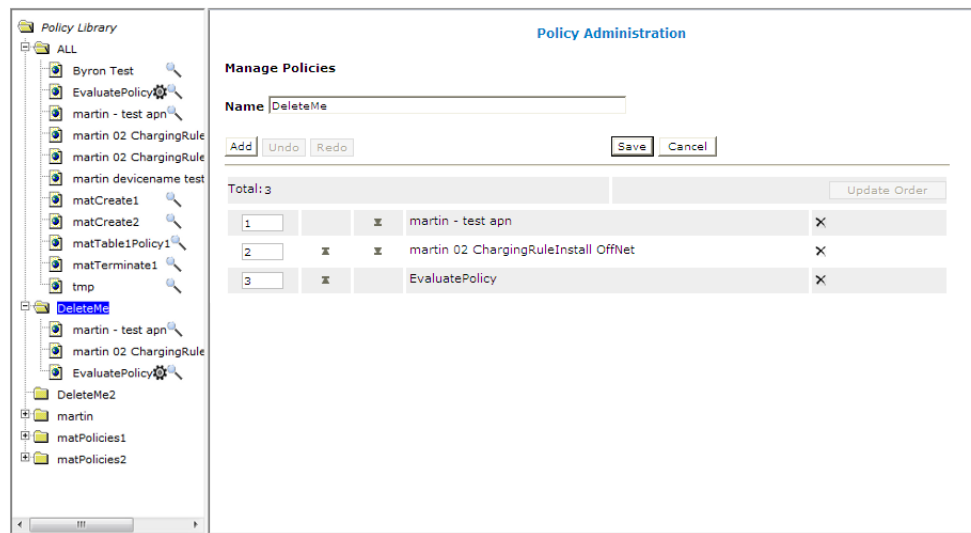 Policy Library
ALL
Byron Test
EvaluatePolicy
martin - test apn
martin 02 ChargingRule
martin 02 ChargingRule
martin devicename test
matCreate1
matCreate2
matTable1Policy1
matTerminate1
tmp
DeleteMe
martin - test apn
martin 02 ChargingRule
EvaluatePolicy
DeleteMe2
martin
matPolicies1
matPolicies2
Policy Administration
Manage Policies
Name DeleteMe
Add Undo Redo Save Cancel
Total: 3 Update Order
1 martin - test apn
2 martin 02 ChargingRuleInstall OffNet
3 EvaluatePolicy